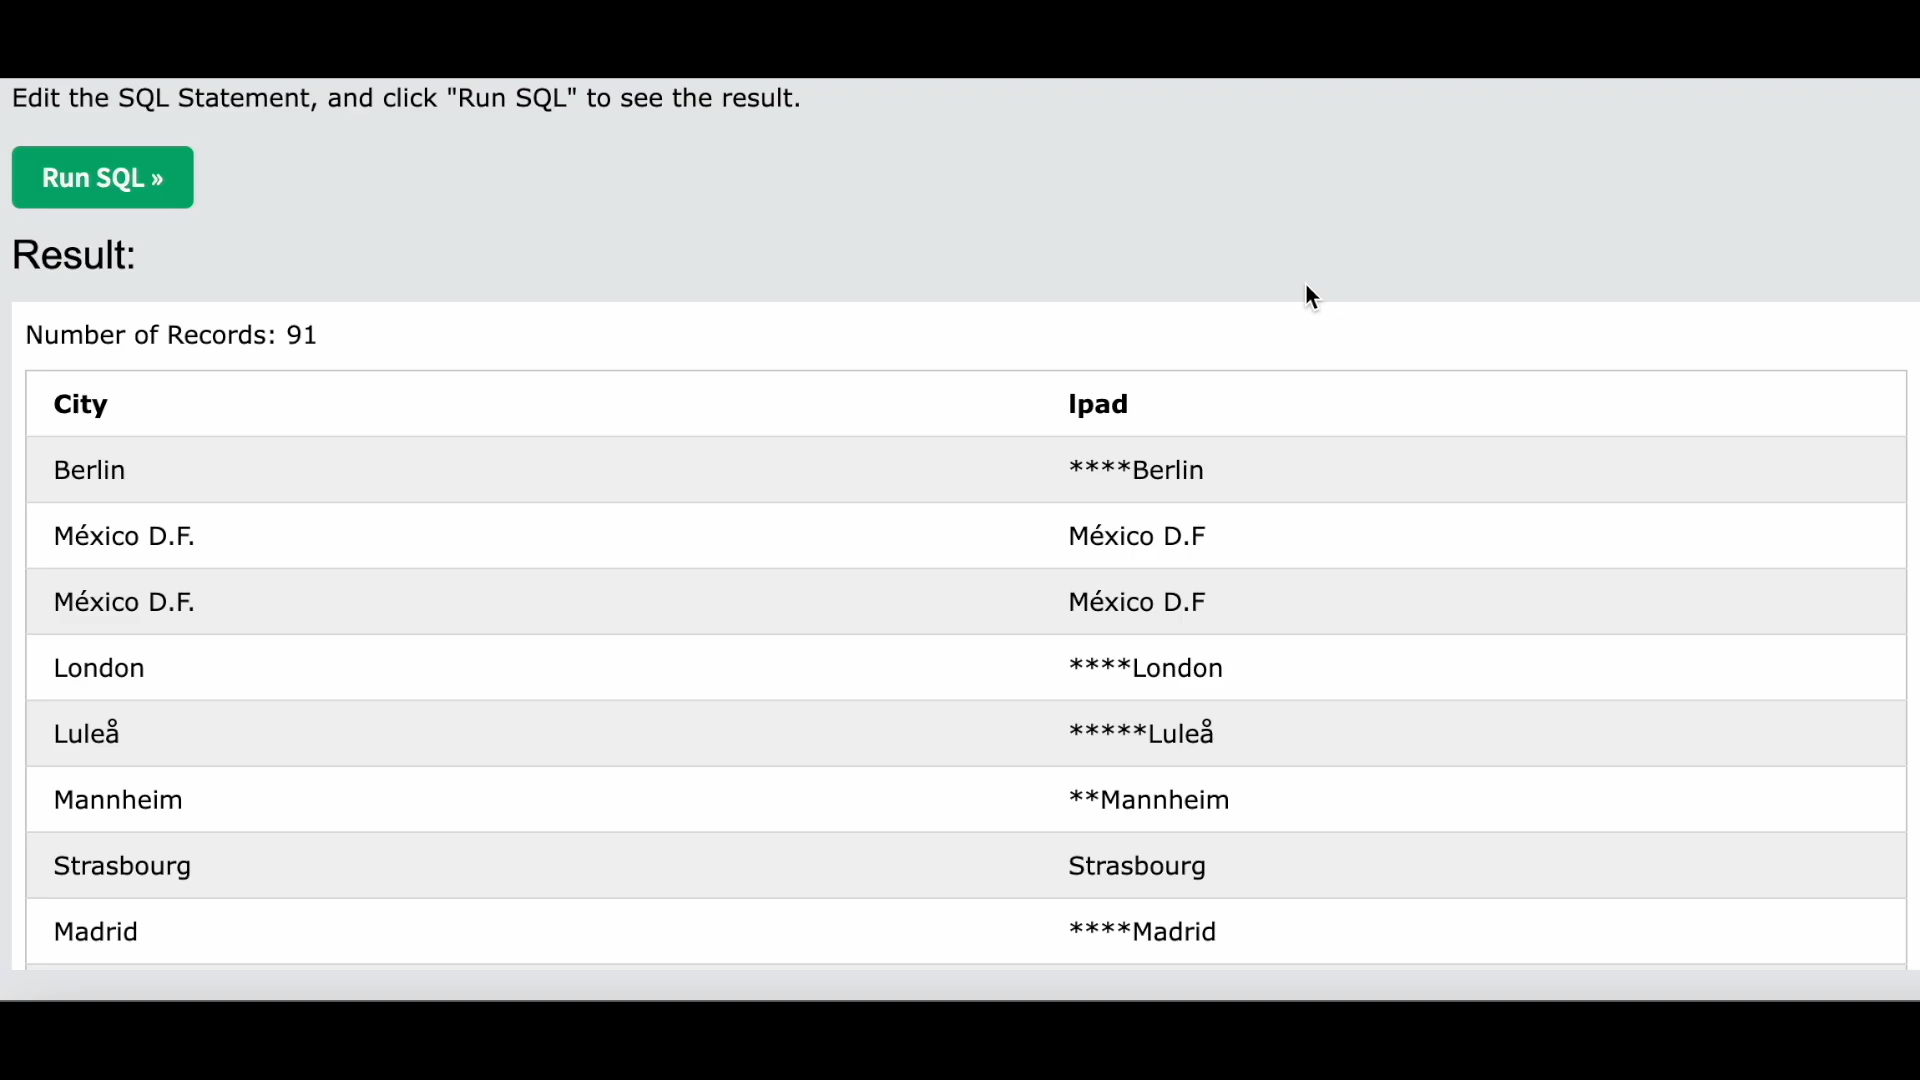 Edit the SQL Statement, and click "Run SQL" to see the result.
Run SQL »
Result:
Number of Records: 91
City lpad
Berlin ****Berlin
México D.F. México D.F
México D.F. México D.F
London ****London
Luleå *****Luleå
Mannheim **Mannheim
Strasbourg Strasbourg
Madrid ****Madrid